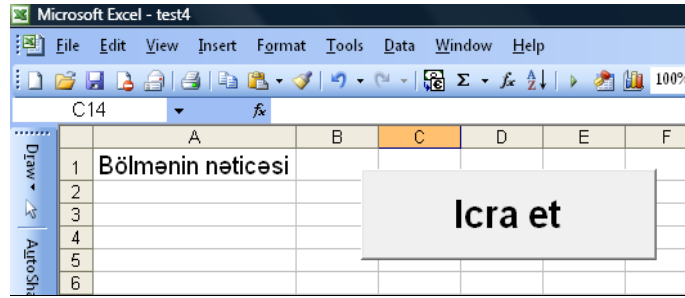 Microsoft Excel - test4
File Edit View Insert Format Tools Data Window Help
100%
C14 fx
A B C D E F
1 Bölmənin nəticəsi
2
3
4
5
6
Icra et
Draw
AutoSha